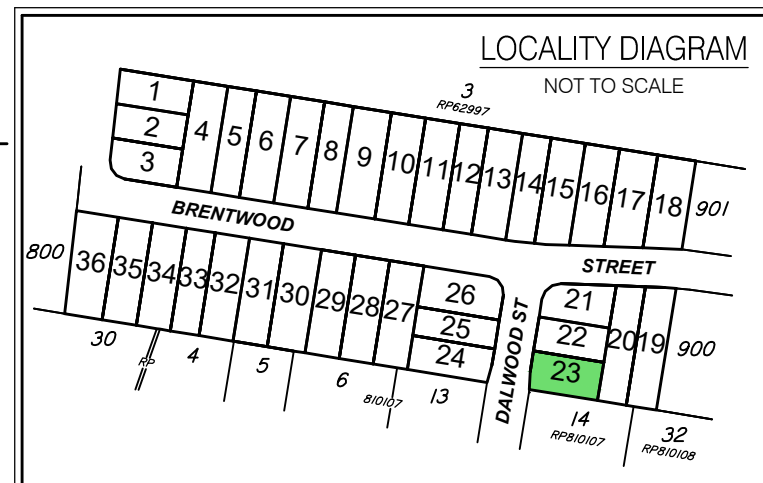 LOCALITY DIAGRAM
NOT TO SCALE
3
RP62997
1
2
3
4 5 6 7 8 9 10 11 12 13 14 15 16 17 18 901
BRENTWOOD
STREET
800 36 35 34 33 32 31 30 29 28 27
26
25
24
DALWOOD ST
21
22
23
20 19 900
30
RP
4
5
6
810107
13
14
RP810107
32
RP810108